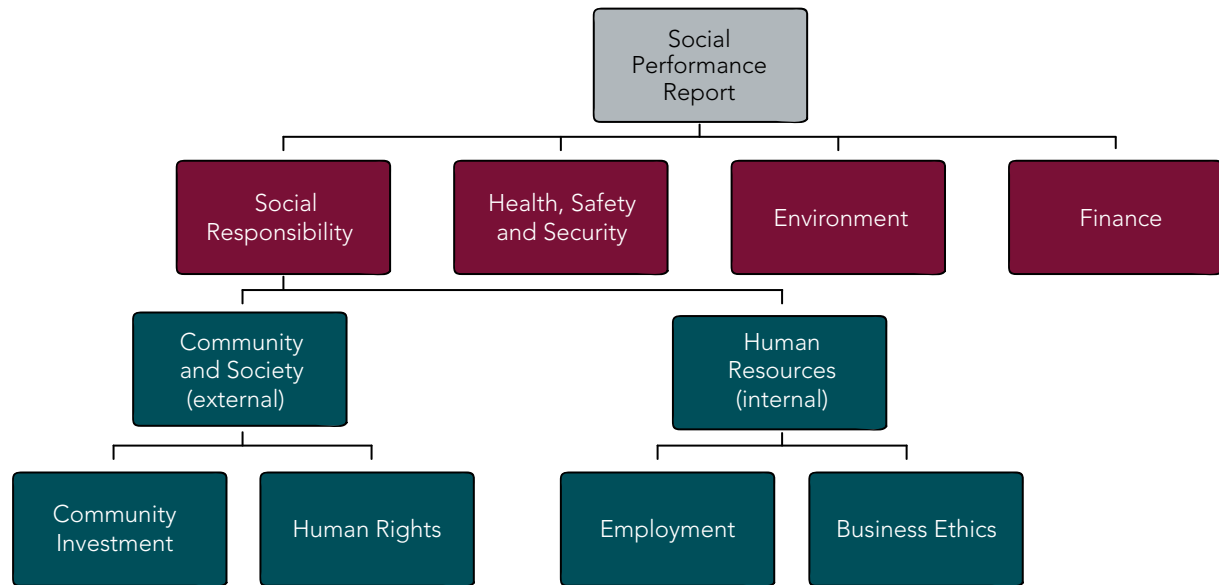 Social
Performance
Report
Social
Responsibility
Health, Safety
and Security
Environment
Finance
Community
and Society
(external)
Human
Resources
(internal)
Community
Investment
Human Rights
Employment
Business Ethics